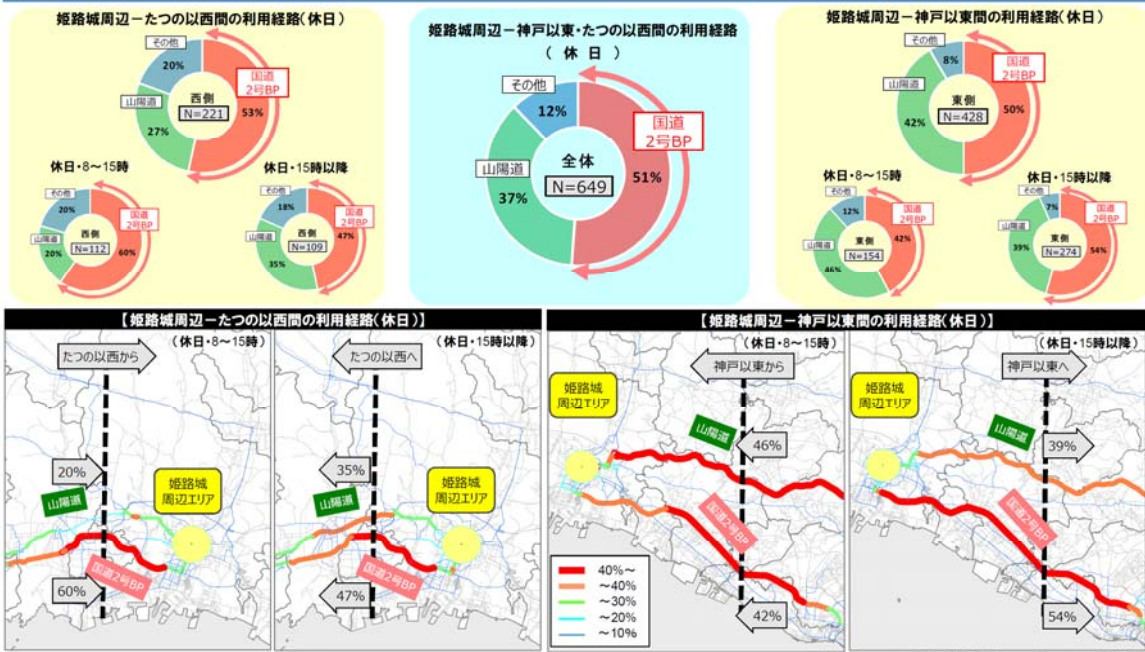 姫路城周辺－たつの以西間の利用経路(休日)
その他
20%
国道
2号BP
山陽道
西側
N=221
53%
27%
休日・8～15時
その他
20%
国道
2号BP
山陽道
西側
20%
N=112
60%
休日・15時以降
その他
18%
国道
2号BP
山陽道
西側
N=109
47%
35%
姫路城周辺－神戸以東・たつの以西間の利用経路
(休日)
その他
12%
国道
2号BP
山陽道
全体
37%
N=649
51%
姫路城周辺－神戸以東間の利用経路(休日)
その他
8%
国道
2号BP
山陽道
東側
42%
N=428
50%
休日・8～15時
その他
12%
国道
2号BP
山陽道
東側
42%
N=154
46%
休日・15時以降
その他
7%
国道
2号BP
山陽道
39%
東側
54%
N=274
【姫路城周辺－たつの以西間の利用経路(休日)】
(休日・8～15時)
たつの以西から
20%
山陽道
姫路城
周辺エリア
国道2号BP
60%
(休日・15時以降)
たつの以西へ
35%
山陽道
姫路城
周辺エリア
国道2号BP
47%
【姫路城周辺－神戸以東間の利用経路(休日)】
(休日・8～15時)
神戸以東から
姫路城
周辺エリア
山陽道
46%
国道2号BP
40%～
～40%
～30%
～20%
～10%
42%
(休日・15時以降)
神戸以東へ
姫路城
周辺エリア
山陽道
39%
国道2号BP
54%